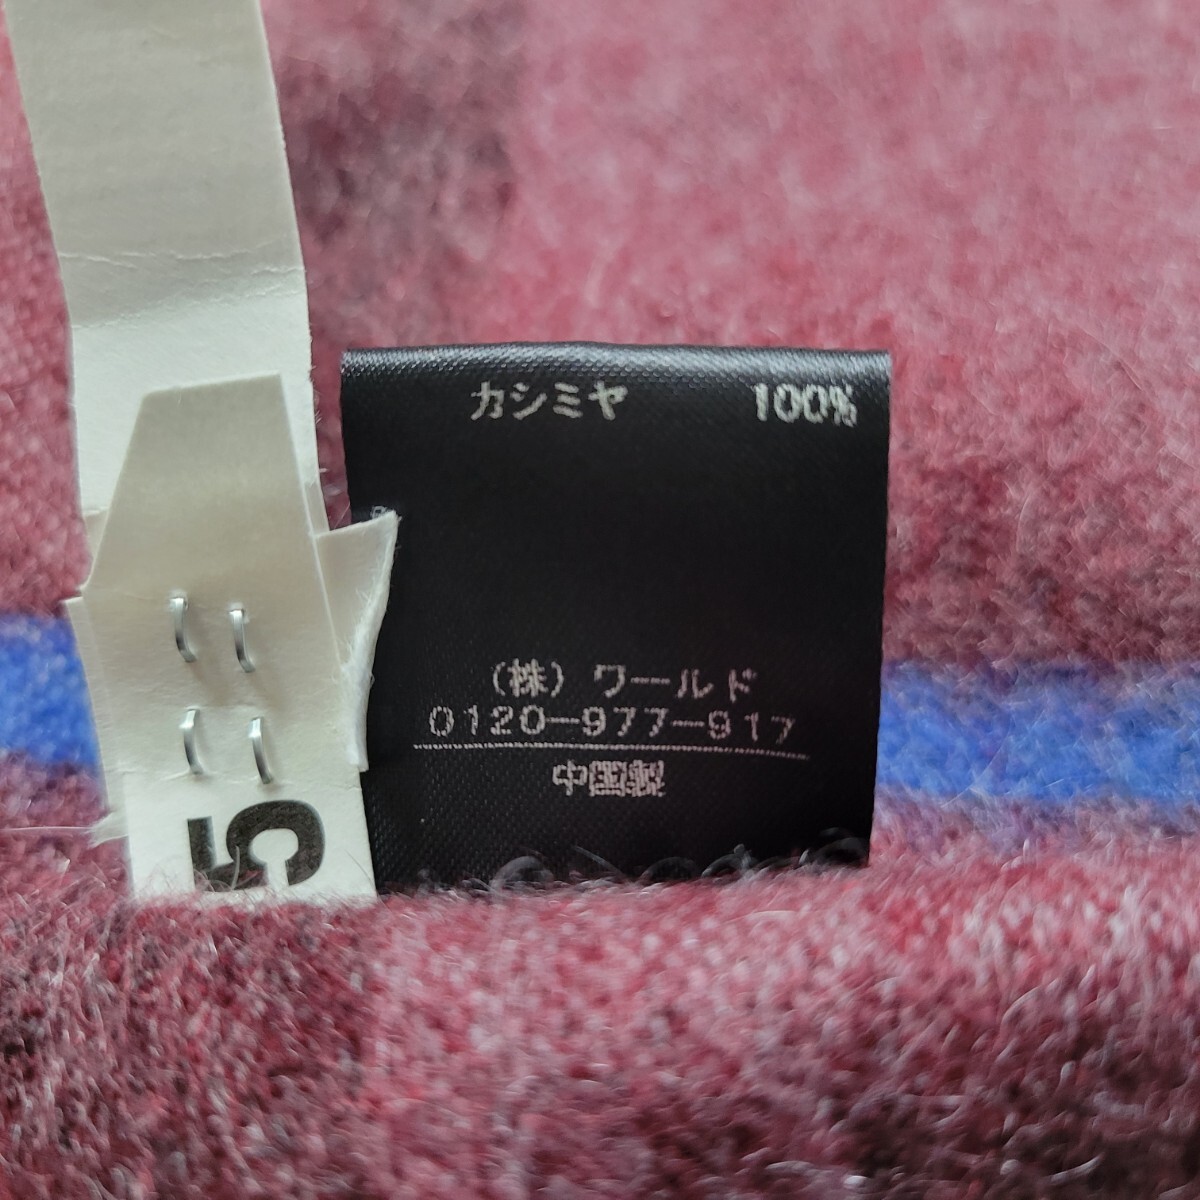 カシミヤ 100%
(株) ワールド
0120-977-917
中国製
5